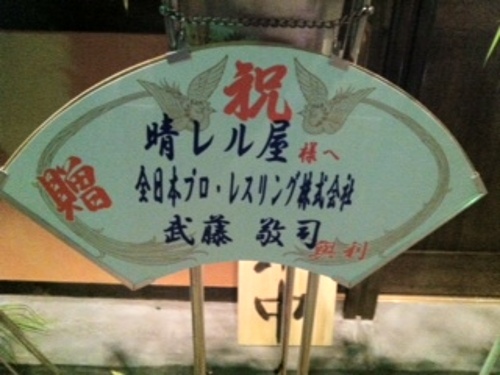 祝
晴レル屋様へ
贈
全日本プロ・レスリング株式会社
武藤敬司
中